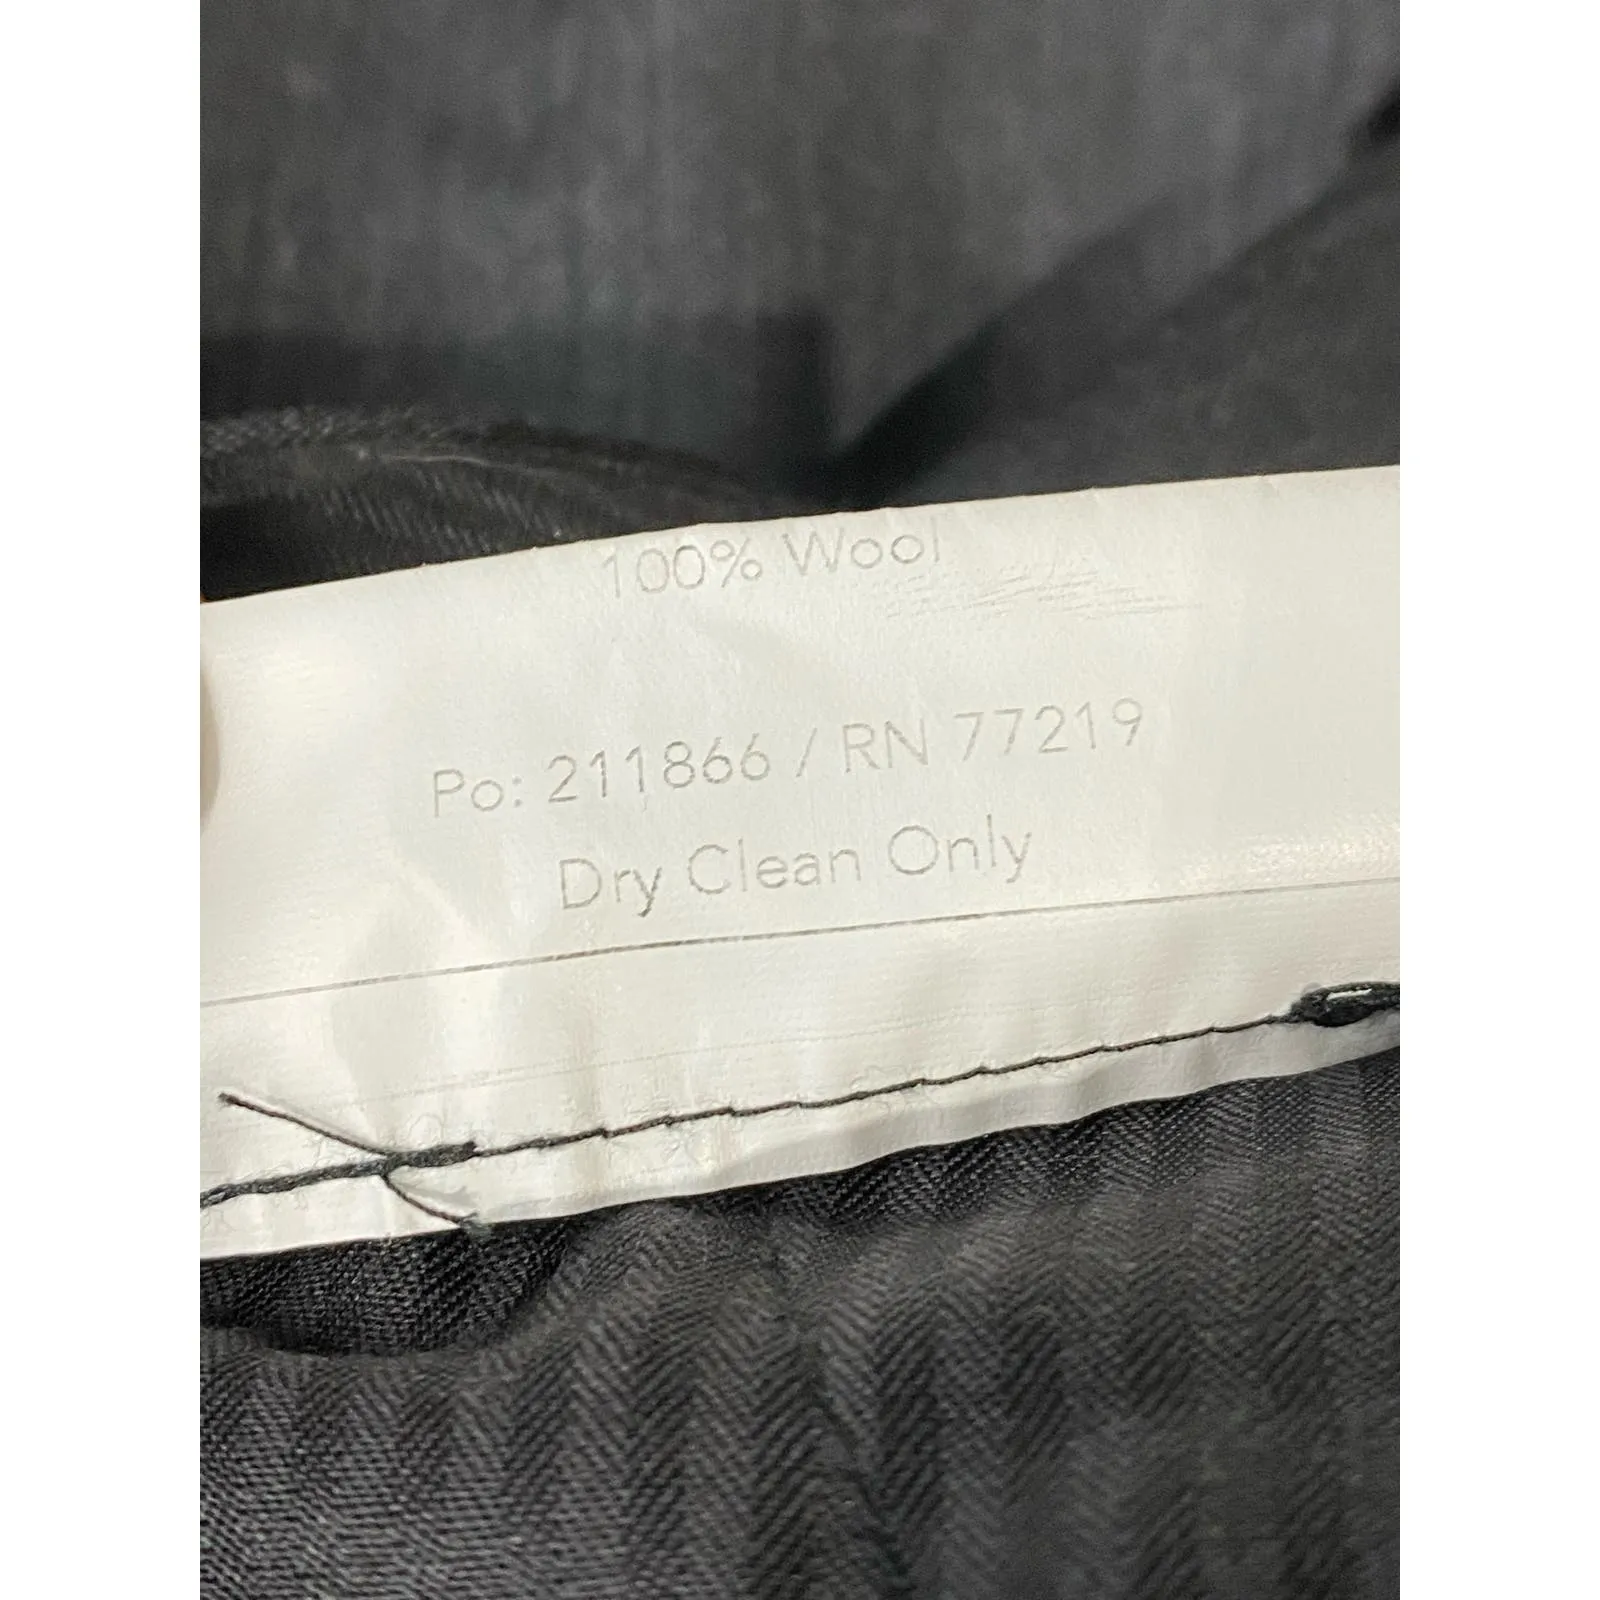 100% Wool
Po: 211866 / RN 77219
Dry Clean Only